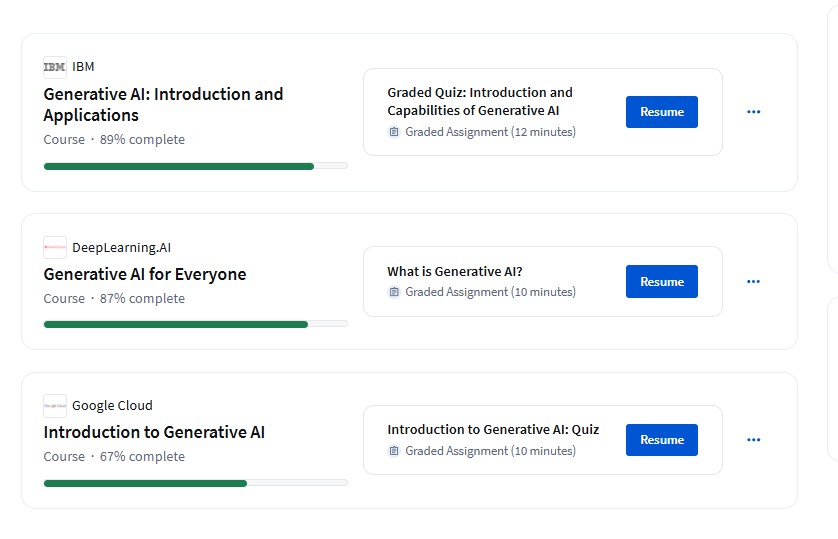 IBM IBM
Generative AI: Introduction and
Applications
Course · 89% complete
Graded Quiz: Introduction and
Capabilities of Generative AI
Graded Assignment (12 minutes)
Resume
DeepLearning.AI
Generative AI for Everyone
Course · 87% complete
What is Generative AI?
Graded Assignment (10 minutes)
Resume
Google Cloud
Introduction to Generative AI
Course · 67% complete
Introduction to Generative AI: Quiz
Graded Assignment (10 minutes)
Resume